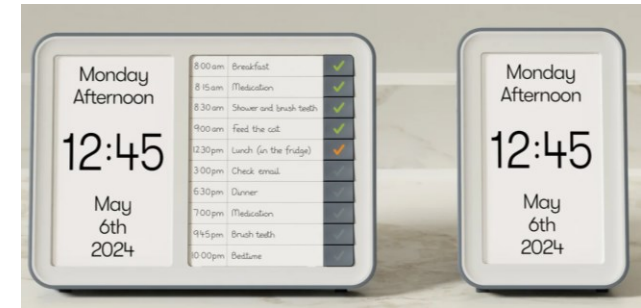 Monday
Afternoon
12:45
May
6th
2024
8:00am Breakfast
8:15am Medication
8:30am Shower and brush teeth
9:00am Feed the cat
12:30pm Lunch (in the fridge)
3:00pm Check email
6:30pm Dinner
7:00pm Medication
9:45pm Brush teeth
10:00pm Bedtime
Monday
Afternoon
12:45
May
6th
2024